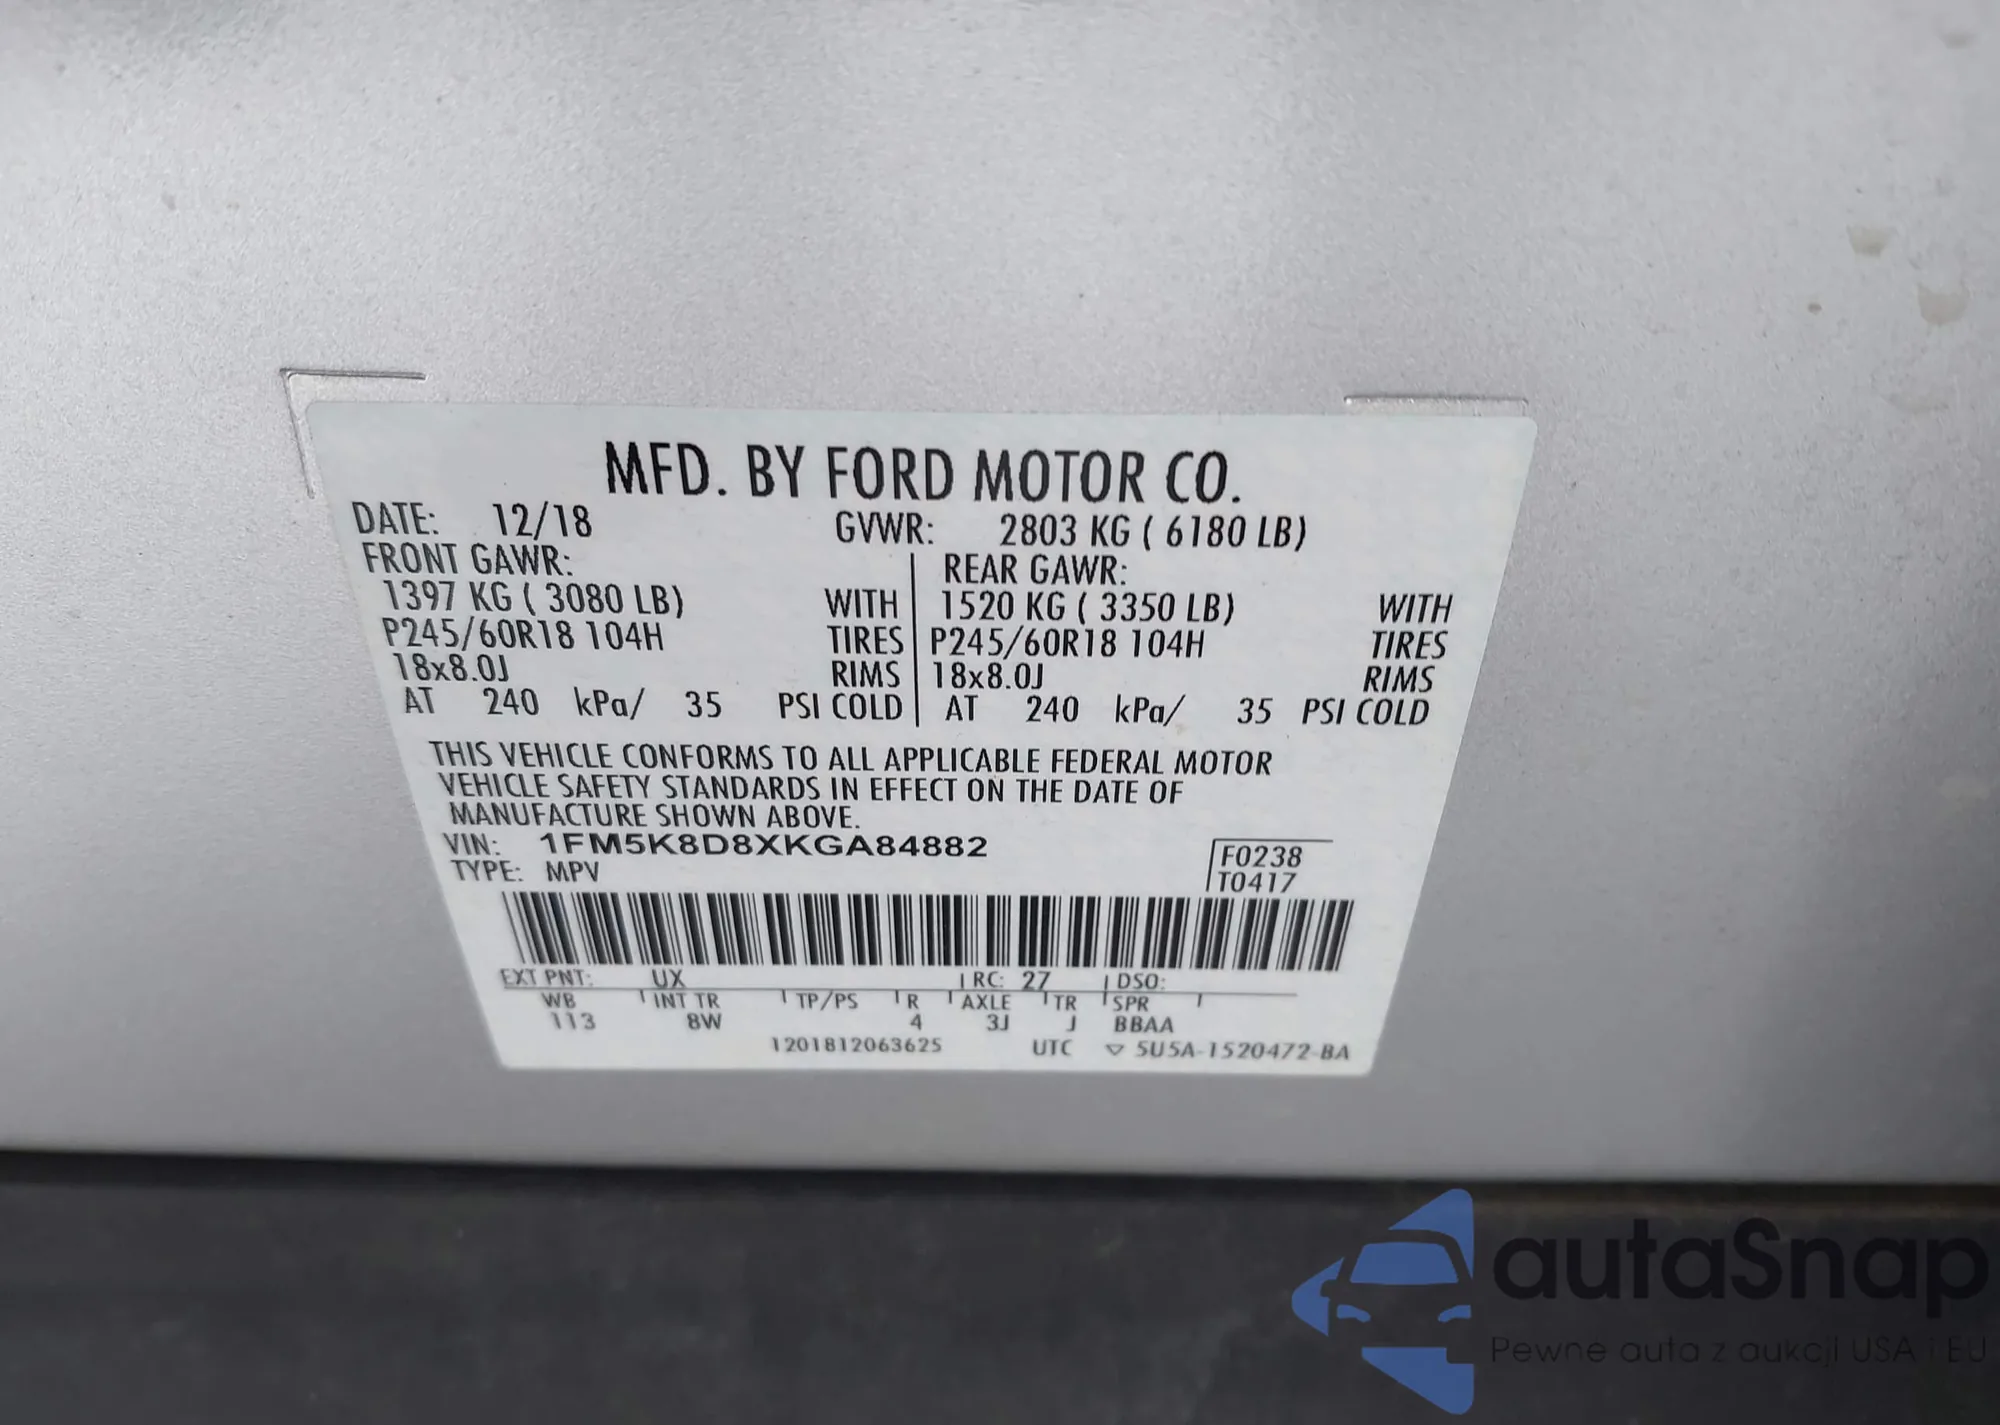 MFD. BY FORD MOTOR CO.
DATE: 12/18 GVWR: 2803 KG ( 6180 LB)
FRONT GAWR: REAR GAWR:
1397 KG ( 3080 LB) WITH 1520 KG ( 3350 LB) WITH
P245/60R18 104H TIRES P245/60R18 104H TIRES
18x8.0J RIMS 18x8.0J RIMS
AT 240 kPa/ 35 PSI COLD AT 240 kPa/ 35 PSI COLD
THIS VEHICLE CONFORMS TO ALL APPLICABLE FEDERAL MOTOR
VEHICLE SAFETY STANDARDS IN EFFECT ON THE DATE OF
MANUFACTURE SHOWN ABOVE.
VIN: 1FM5K8D8XKGA84882
TYPE: MPV
F0238
T0417
EXT PNT: UX RC: 27 DSO:
WB INT TR TP/PS R AXLE TR SPR
113 8W 4 3J J BBAA
1201812063625 UTC ▽ 5U5A-1520472-BA
autaSnap
Pewne auta z aukcji USA i EU